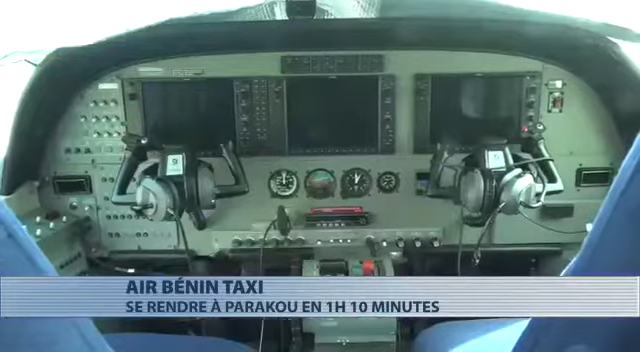 AIR BÉNIN TAXI
SE RENDRE À PARAKOU EN 1H 10 MINUTES